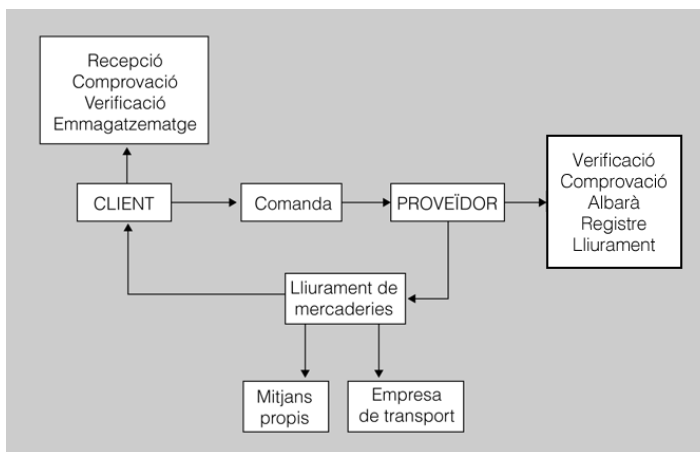 Recepció
Comprovació
Verificació
Emmagatzematge
CLIENT
Comanda
PROVEÏDOR
Verificació
Comprovació
Albarà
Registre
Lliurament
Lliurament de
mercaderies
Mitjans
propis
Empresa
de transport